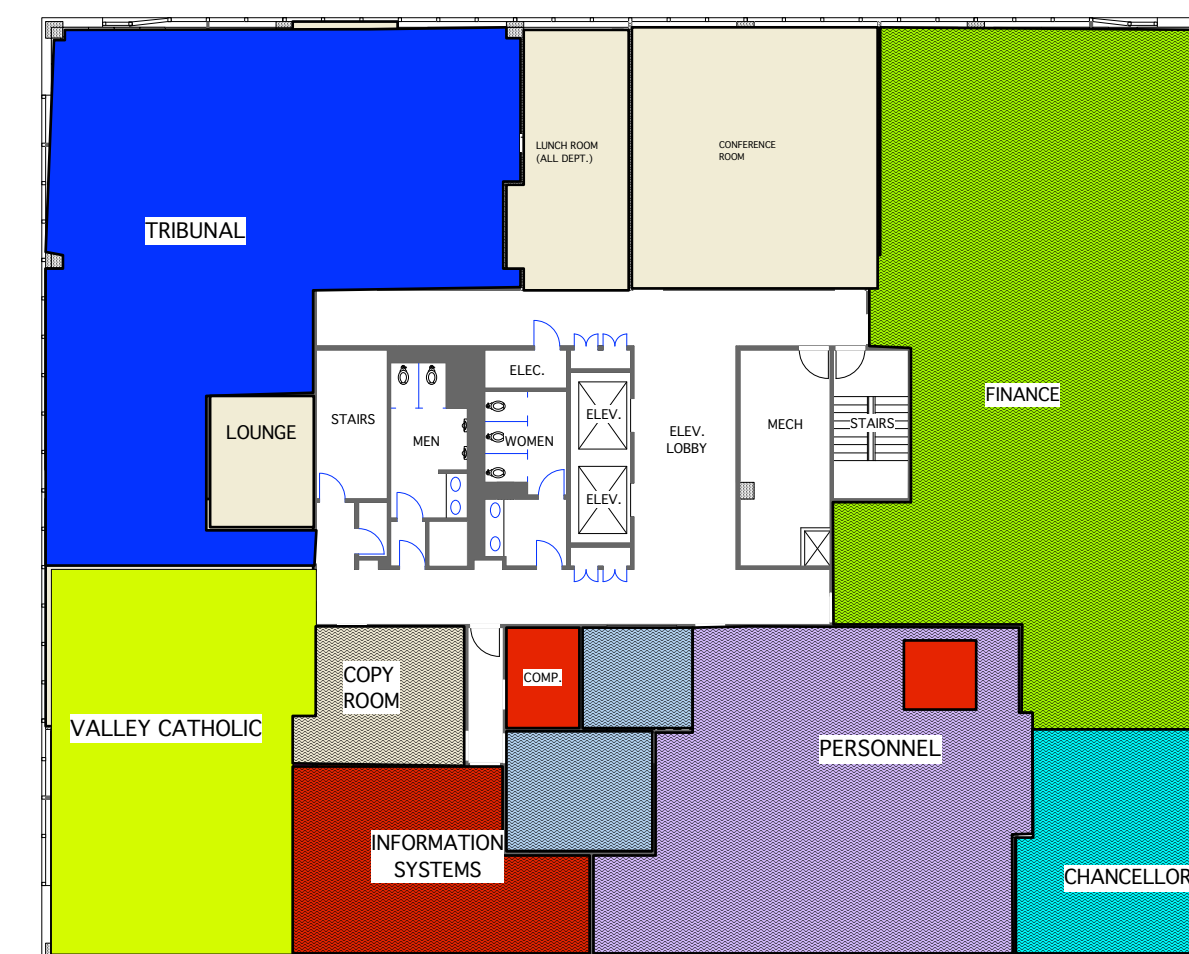 LUNCH ROOM
(ALL DEPT.)
CONFERENCE
ROOM
TRIBUNAL
ELEC.
FINANCE
LOUNGE
STAIRS
MEN
WOMEN
ELEV.
ELEV.
LOBBY
MECH
STAIRS
ELEV.
COPY
ROOM
COMP.
VALLEY CATHOLIC
PERSONNEL
INFORMATION
SYSTEMS
CHANCELLOR